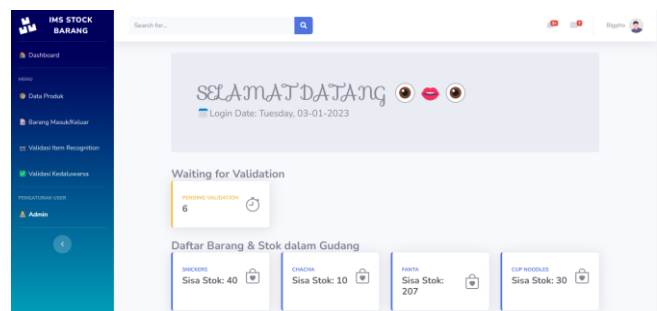 IMS STOCK
BARANG
Search for...
Bigpho
Dashboard
MENU
Data Produk
Barang Masuk/Keluar
Validasi Item Recognition
Validasi Kedaluwarsa
PENGATURAN USER
Admin
SELAMAT DATANG
Login Date: Tuesday, 03-01-2023
Waiting for Validation
PENDING VALIDATION
6
Daftar Barang & Stok dalam Gudang
SNICKERS
Sisa Stok: 40
CHACHA
Sisa Stok: 10
FANTA
Sisa Stok:
207
CUP NOODLES
Sisa Stok: 30